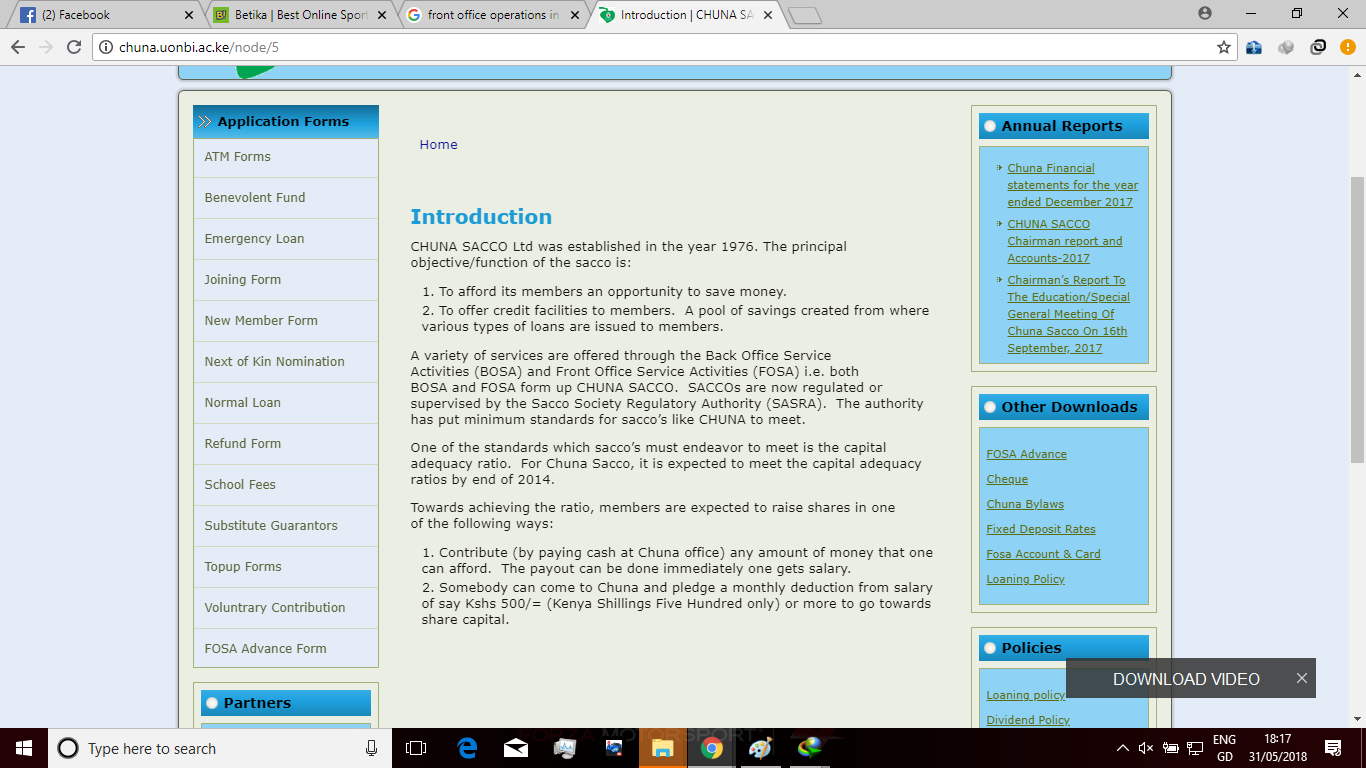 (2) Facebook
Betika | Best Online Spor
front office operations in
Introduction | CHUNA SA
chuna.uonbi.ac.ke/node/5
Application Forms
ATM Forms
Benevolent Fund
Emergency Loan
Joining Form
New Member Form
Next of Kin Nomination
Normal Loan
Refund Form
School Fees
Substitute Guarantors
Topup Forms
Voluntrary Contribution
FOSA Advance Form
Partners
Home
Introduction
CHUNA SACCO Ltd was established in the year 1976. The principal
objective/function of the sacco is:
1. To afford its members an opportunity to save money.
2. To offer credit facilities to members. A pool of savings created from where
various types of loans are issued to members.
A variety of services are offered through the Back Office Service
Activities (BOSA) and Front Office Service Activities (FOSA) i.e. both
BOSA and FOSA form up CHUNA SACCO. SACCOs are now regulated or
supervised by the Sacco Society Regulatory Authority (SASRA). The authority
has put minimum standards for sacco's like CHUNA to meet.
One of the standards which sacco's must endeavor to meet is the capital
adequacy ratio. For Chuna Sacco, it is expected to meet the capital adequacy
ratios by end of 2014.
Towards achieving the ratio, members are expected to raise shares in one
of the following ways:
1. Contribute (by paying cash at Chuna office) any amount of money that one
can afford. The payout can be done immediately one gets salary.
2. Somebody can come to Chuna and pledge a monthly deduction from salary
of say Kshs 500/= (Kenya Shillings Five Hundred only) or more to go towards
share capital.
Annual Reports
Chuna Financial
statements for the year
ended December 2017
CHUNA SACCO
Chairman report and
Accounts-2017
Chairman's Report To
The Education/Special
General Meeting Of
Chuna Sacco On 16th
September, 2017
Other Downloads
FOSA Advance
Cheque
Chuna Bylaws
Fixed Deposit Rates
Fosa Account & Card
Loaning Policy
Policies
Loaning policy
Dividend Policy
DOWNLOAD VIDEO
Type here to search
MOTORSPORT
ENG
GD
18:17
31/05/2018